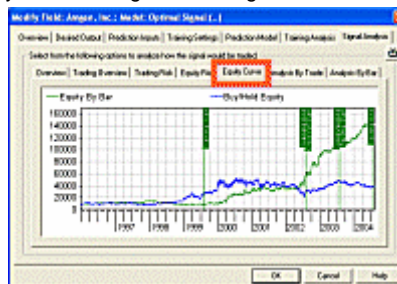 Modify Field: Amgen, Inc.: Model: Optimal Signal (...)
Overview Desired Output Prediction Inputs Training Settings Prediction Model Training Analysis Signal Analysis
Select from the following options to analyze how the signal would be traded.
Overview Trading Overview Trading Risk Equity Equity Curve Analysis By Trade Analysis By Bar
Equity By Bar Buy/Hold Equity
160000
140000
120000
100000
80000
60000
40000
20000
0
1997 1998 1999 2000 2001 2002 2003 2004
OK Cancel Help